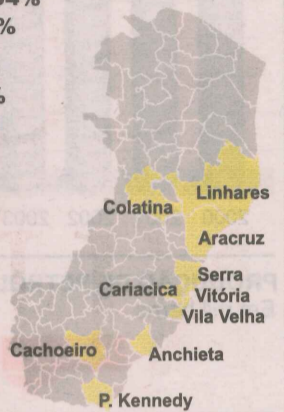 %
%
Linhares
Colatina
Aracruz
Serra
Cariacica
Vitória
Vila Velha
Cachoeiro
Anchieta
P. Kennedy